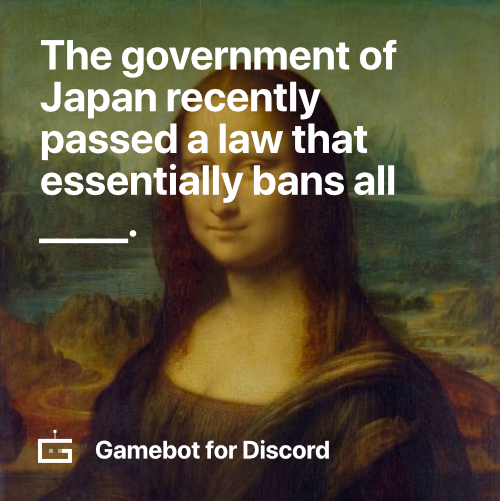 The government of
Japan recently
passed a law that
essentially bans all
_____.
Gamebot for Discord